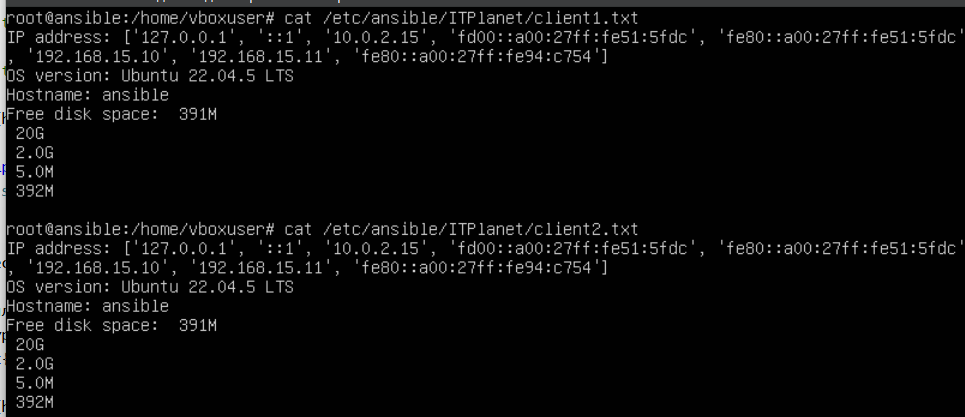 root@ansible:/home/vboxuser# cat /etc/ansible/ITPlanet/client1.txt
IP address: ['127.0.0.1', '::1', '10.0.2.15', 'fd00::a00:27ff:fe51:5fdc', 'fe80::a00:27ff:fe51:5fdc'
, '192.168.15.10', '192.168.15.11', 'fe80::a00:27ff:fe94:c754']
OS version: Ubuntu 22.04.5 LTS
Hostname: ansible
Free disk space:  391M
 20G
 2.0G
 5.0M
 392M
root@ansible:/home/vboxuser# cat /etc/ansible/ITPlanet/client2.txt
IP address: ['127.0.0.1', '::1', '10.0.2.15', 'fd00::a00:27ff:fe51:5fdc', 'fe80::a00:27ff:fe51:5fdc'
, '192.168.15.10', '192.168.15.11', 'fe80::a00:27ff:fe94:c754']
OS version: Ubuntu 22.04.5 LTS
Hostname: ansible
Free disk space:  391M
 20G
 2.0G
 5.0M
 392M